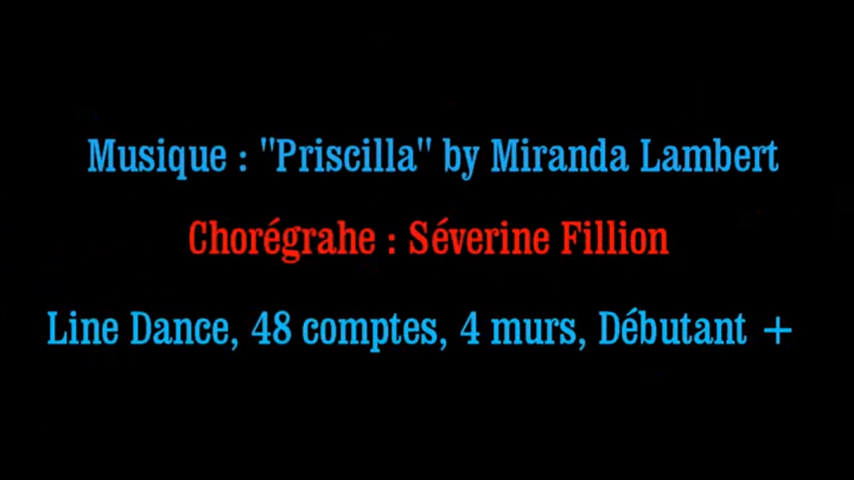 Musique : "Priscilla" by Miranda Lambert
Chorégrahe : Séverine Fillion
Line Dance, 48 comptes, 4 murs, Débutant +